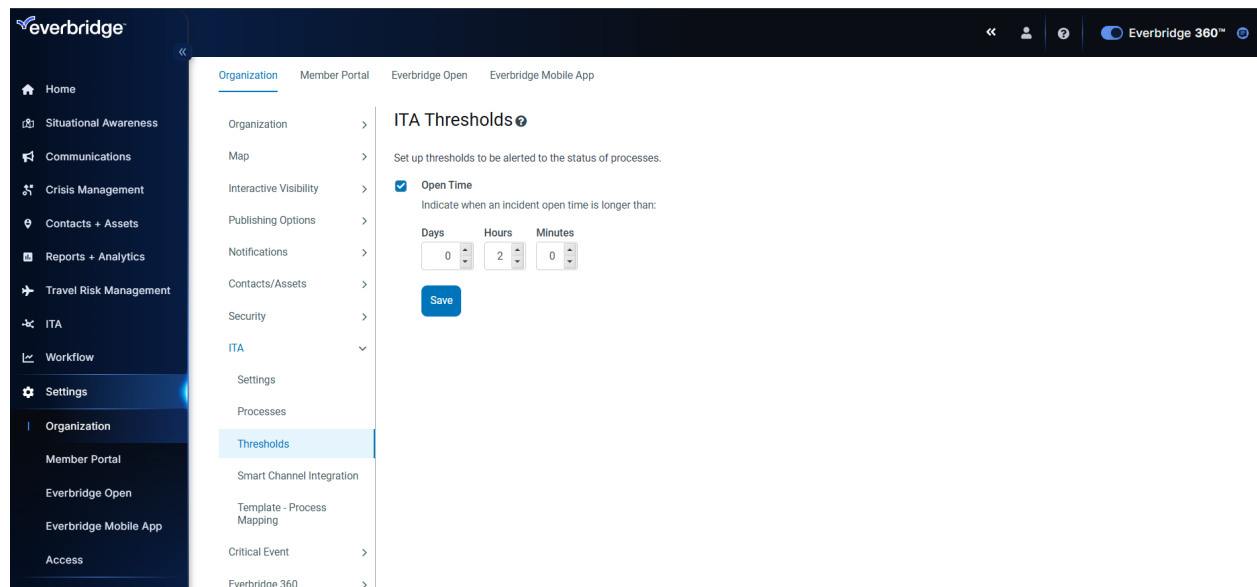 everbridge™
«
« Everbridge 360™
Home
Situational Awareness
Communications
Crisis Management
Contacts + Assets
Reports + Analytics
Travel Risk Management
ITA
Workflow
Settings
Organization
Member Portal
Everbridge Open
Everbridge Mobile App
Access
Organization Member Portal Everbridge Open Everbridge Mobile App
Organization
Map
Interactive Visibility
Publishing Options
Notifications
Contacts/Assets
Security
ITA
Settings
Processes
Thresholds
Smart Channel Integration
Template - Process
Mapping
Critical Event
Everbridge 360
ITA Thresholds
Set up thresholds to be alerted to the status of processes.
Open Time
Indicate when an incident open time is longer than:
Days Hours Minutes
0 2 0
Save